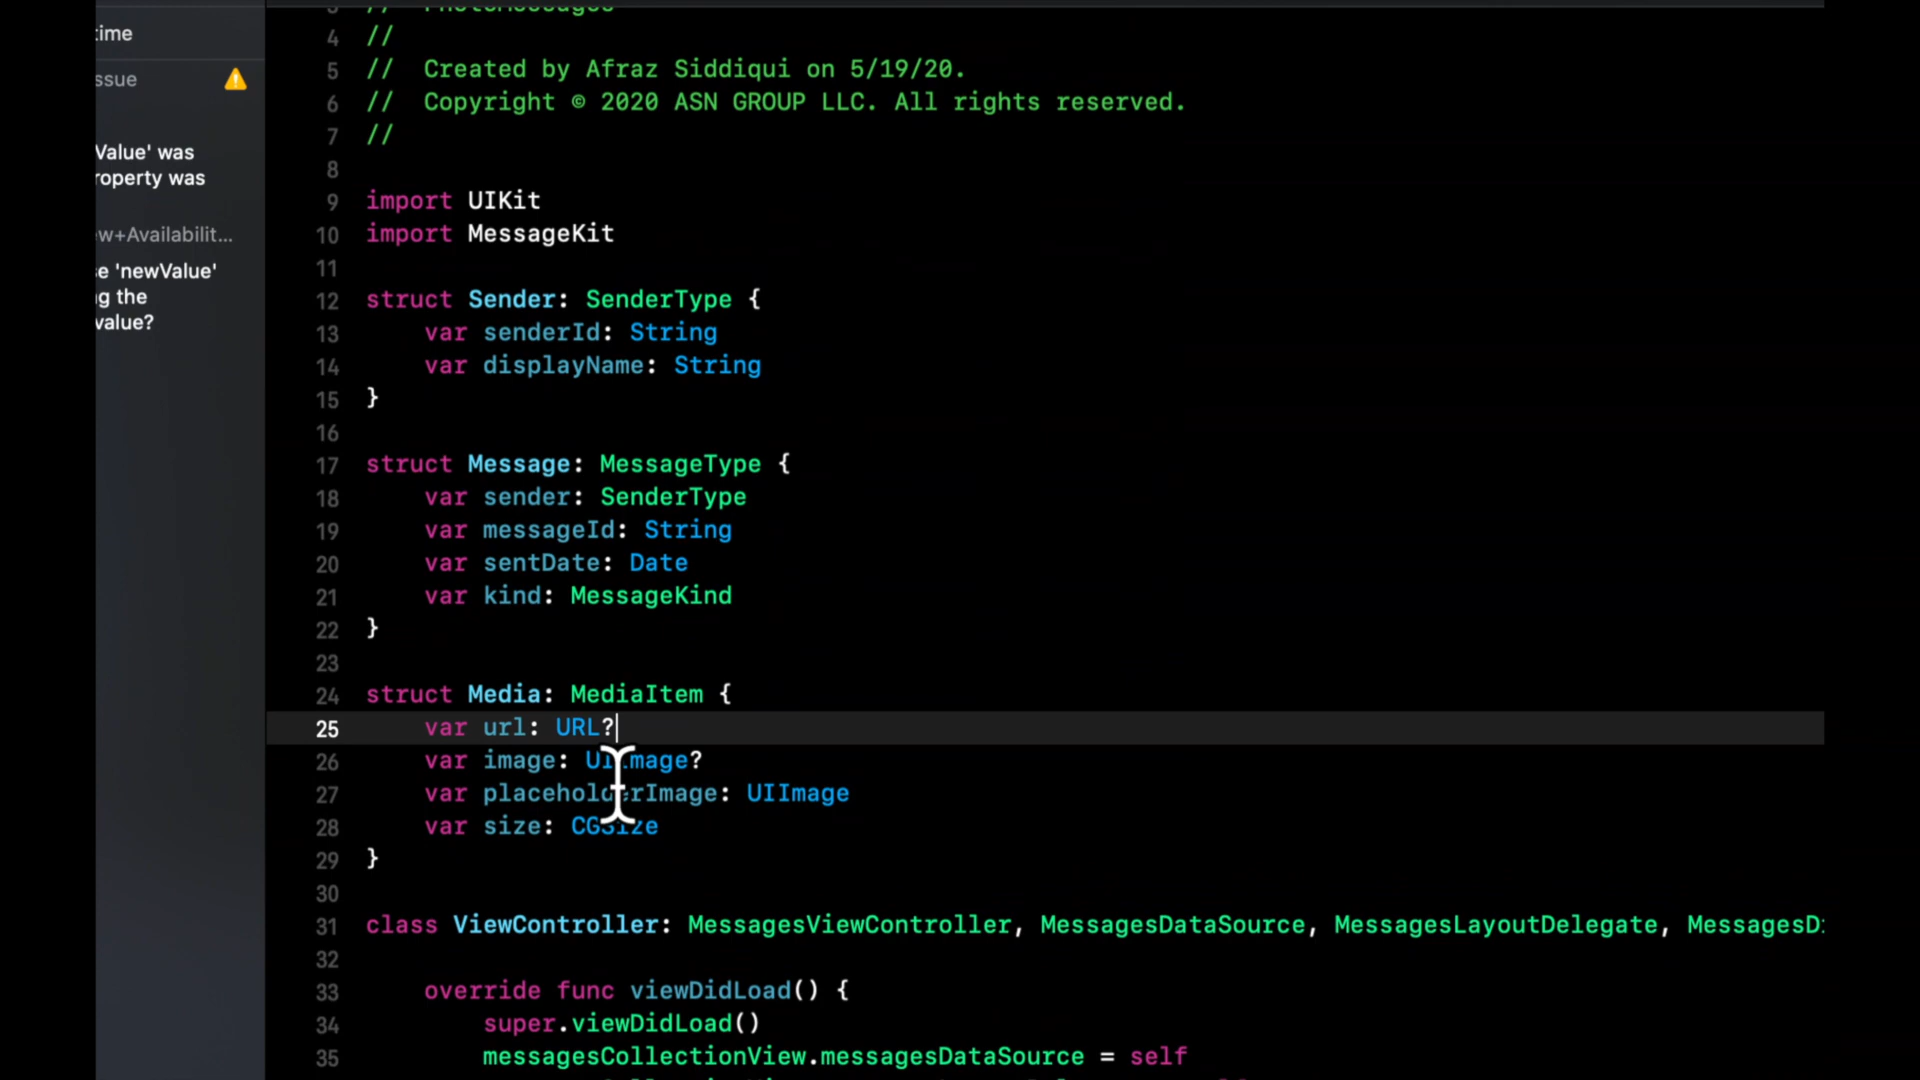 time
ssue
Value' was
roperty was
w+Availabilit...
e 'newValue'
g the
value?
4 //
5 // Created by Afraz Siddiqui on 5/19/20.
6 // Copyright © 2020 ASN GROUP LLC. All rights reserved.
7 //
8
9 import UIKit
10 import MessageKit
11
12 struct Sender: SenderType {
13 var senderId: String
14 var displayName: String
15 }
16
17 struct Message: MessageType {
18 var sender: SenderType
19 var messageId: String
20 var sentDate: Date
21 var kind: MessageKind
22 }
23
24 struct Media: MediaItem {
25 var url: URL?
26 var image: UIImage?
27 var placeholderImage: UIImage
28 var size: CGSize
29 }
30
31 class ViewController: MessagesViewController, MessagesDataSource, MessagesLayoutDelegate, MessagesDi
32
33 override func viewDidLoad() {
34 super.viewDidLoad()
35 messagesCollectionView.messagesDataSource = self